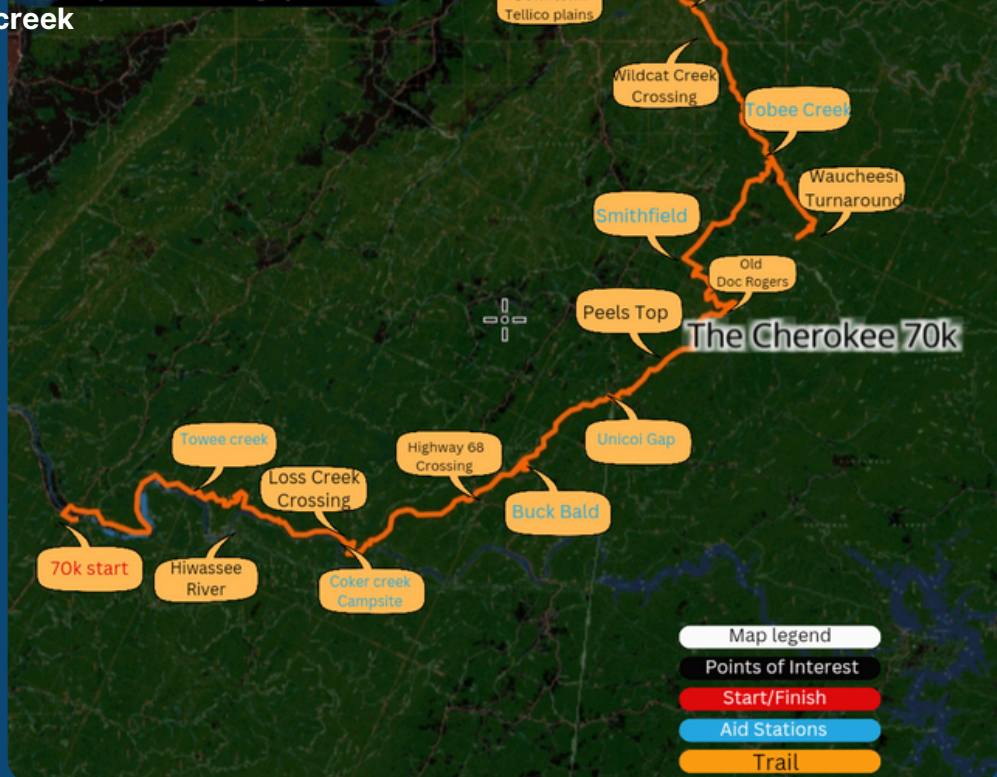 creek
Tellico plains
Wildcat Creek
Crossing
Tobee Creek
Waucheesi
Turnaround
Smithfield
Old
Doc Rogers
Peels Top
The Cherokee 70k
Unicoi Gap
Towee creek
Highway 68
Crossing
Loss Creek
Crossing
Buck Bald
70k start
Hiwassee
River
Coker creek
Campsite
Map legend
Points of Interest
Start/Finish
Aid Stations
Trail